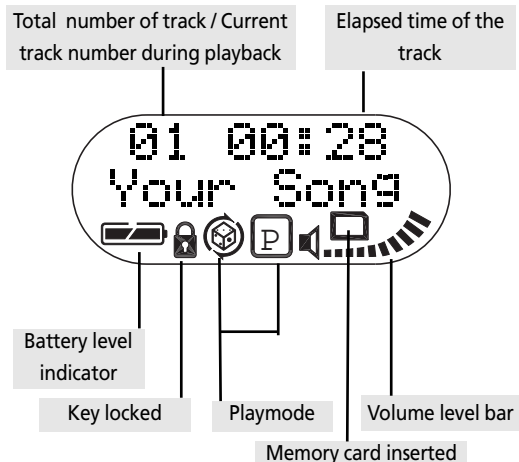 Total number of track / Current
track number during playback
Elapsed time of the
track
01 00:28
Your Song
P
Battery level
indicator
Key locked
Playmode
Volume level bar
Memory card inserted